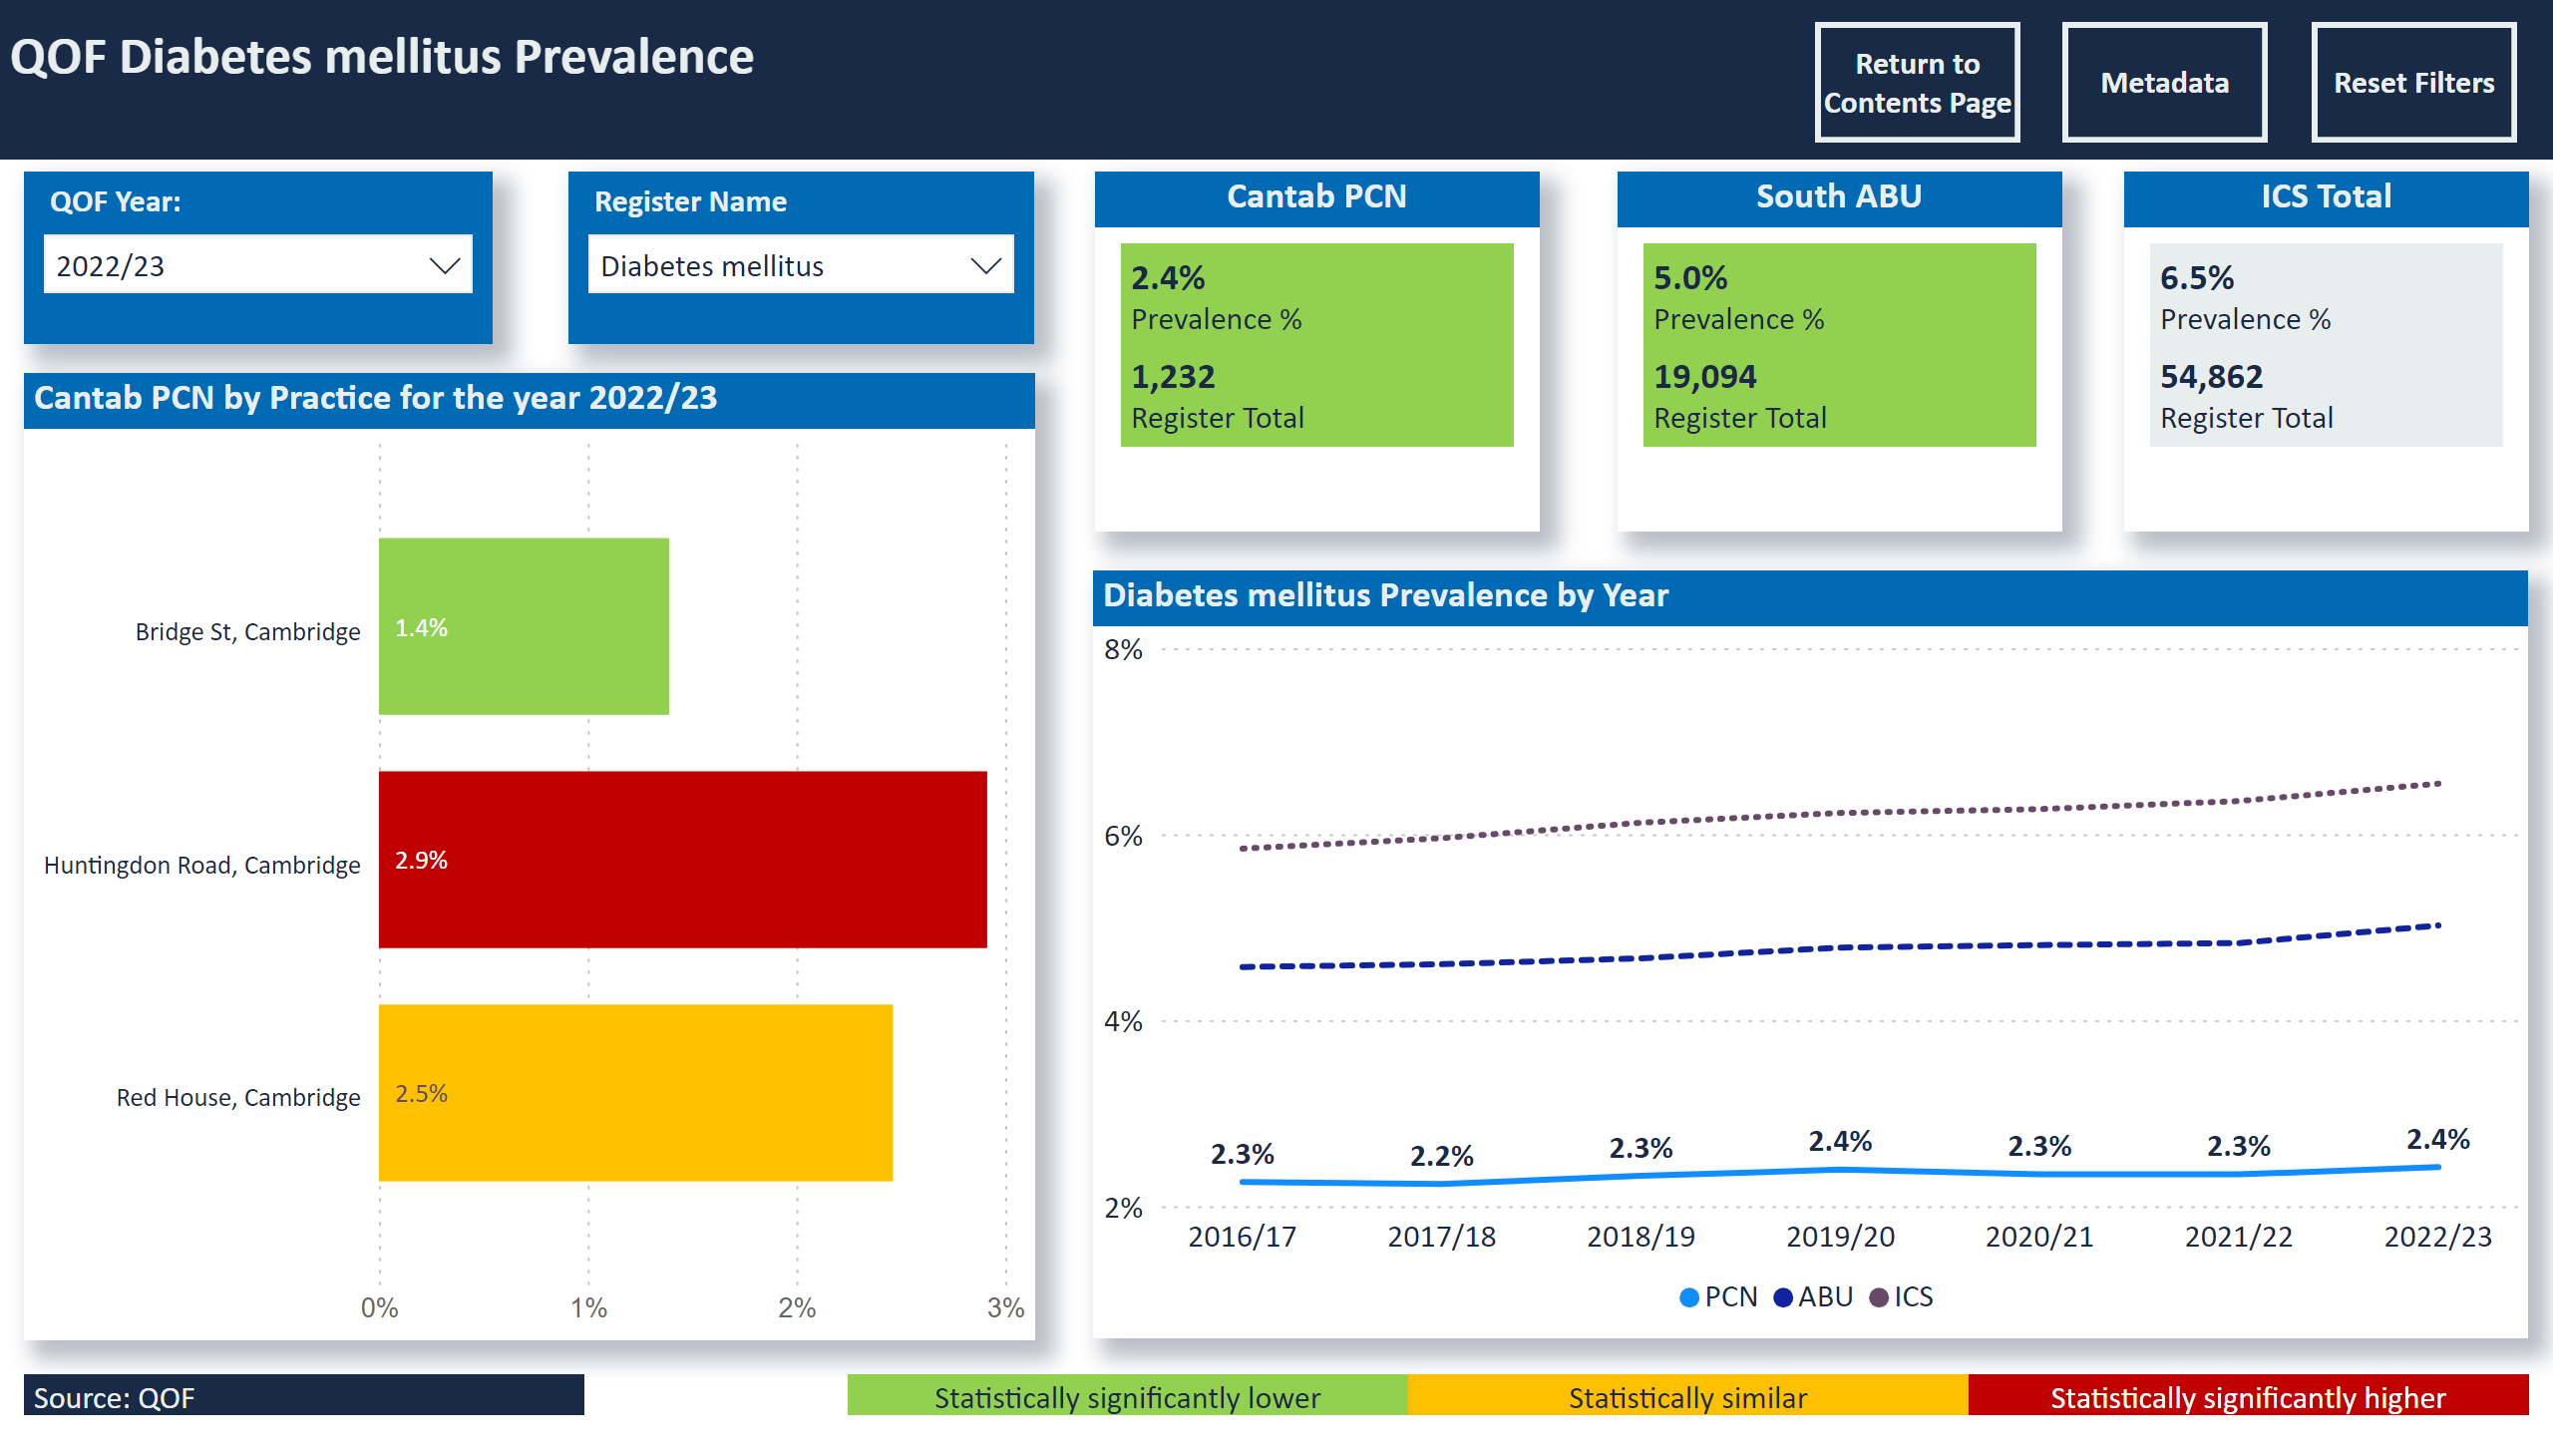 QOF Diabetes mellitus Prevalence
Return to
Contents Page
Metadata
Reset Filters
QOF Year:
2022/23
Register Name
Diabetes mellitus
Cantab PCN
2.4%
Prevalence %
1,232
Register Total
South ABU
5.0%
Prevalence %
19,094
Register Total
ICS Total
6.5%
Prevalence %
54,862
Register Total
Cantab PCN by Practice for the year 2022/23
Bridge St, Cambridge
1.4%
Huntingdon Road, Cambridge
2.9%
Red House, Cambridge
2.5%
0%
1%
2%
3%
Diabetes mellitus Prevalence by Year
8%
6%
4%
2%
2.3%
2.2%
2.3%
2.4%
2.3%
2.3%
2.4%
2016/17
2017/18
2018/19
2019/20
2020/21
2021/22
2022/23
PCN
ABU
ICS
Source: QOF
Statistically significantly lower
Statistically similar
Statistically significantly higher